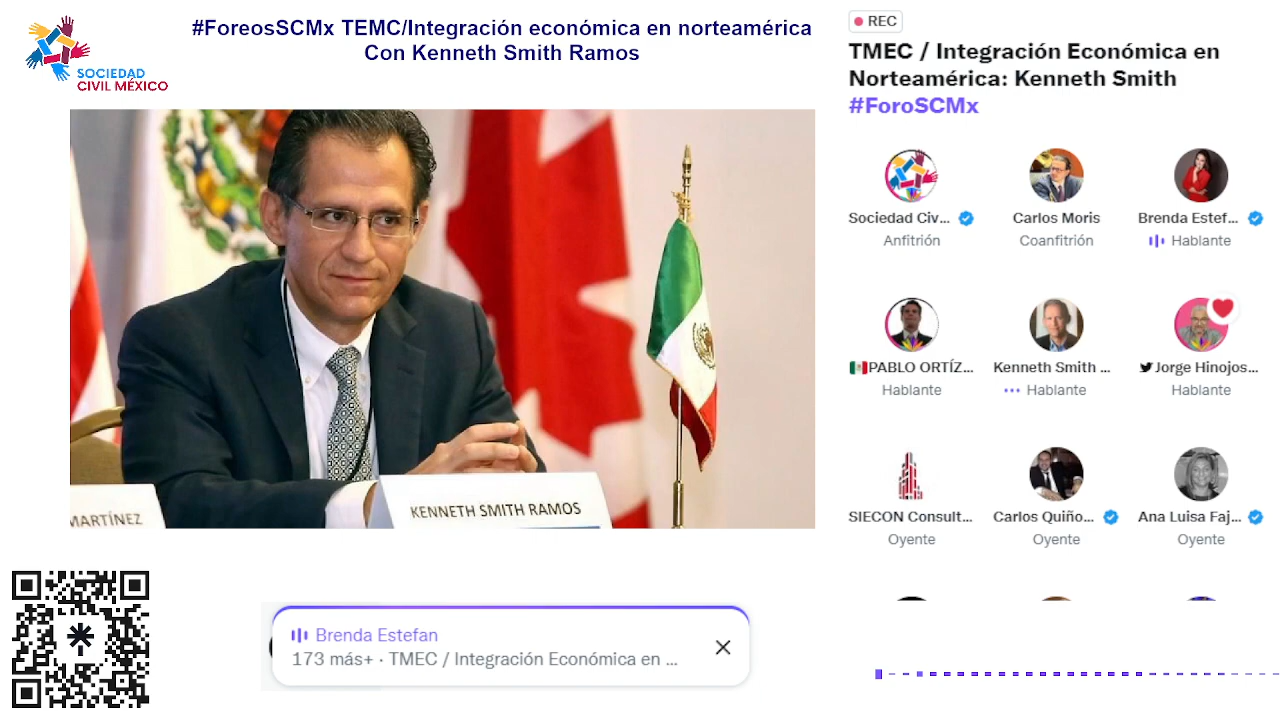 #ForeosSCMx TEMC/Integración económica en norteamérica
Con Kenneth Smith Ramos
SOCIEDAD
CIVIL MÉXICO
MARTÍNEZ
KENNETH SMITH RAMOS
Brenda Estefan
173 más+ · TMEC / Integración Económica en ...
REC
TMEC / Integración Económica en
Norteamérica: Kenneth Smith
#ForoSCMx
Sociedad Civ...
Anfitrión
Carlos Moris
Coanfitrión
Brenda Estef...
Hablante
PABLO ORTÍZ...
Hablante
Kenneth Smith ...
Hablante
Jorge Hinojos...
Hablante
SIECON Consult...
Oyente
Carlos Quiño...
Oyente
Ana Luisa Faj...
Oyente